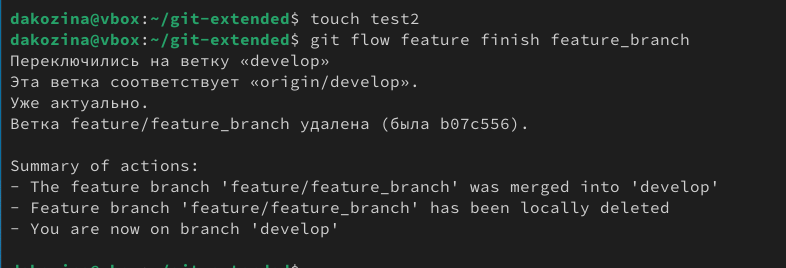 dakozina@vbox:~/git-extended$ touch test2
dakozina@vbox:~/git-extended$ git flow feature finish feature_branch
Переключились на ветку «develop»
Эта ветка соответствует «origin/develop».
Уже актуально.
Ветка feature/feature_branch удалена (была b07c556).
Summary of actions:
- The feature branch 'feature/feature_branch' was merged into 'develop'
- Feature branch 'feature/feature_branch' has been locally deleted
- You are now on branch 'develop'